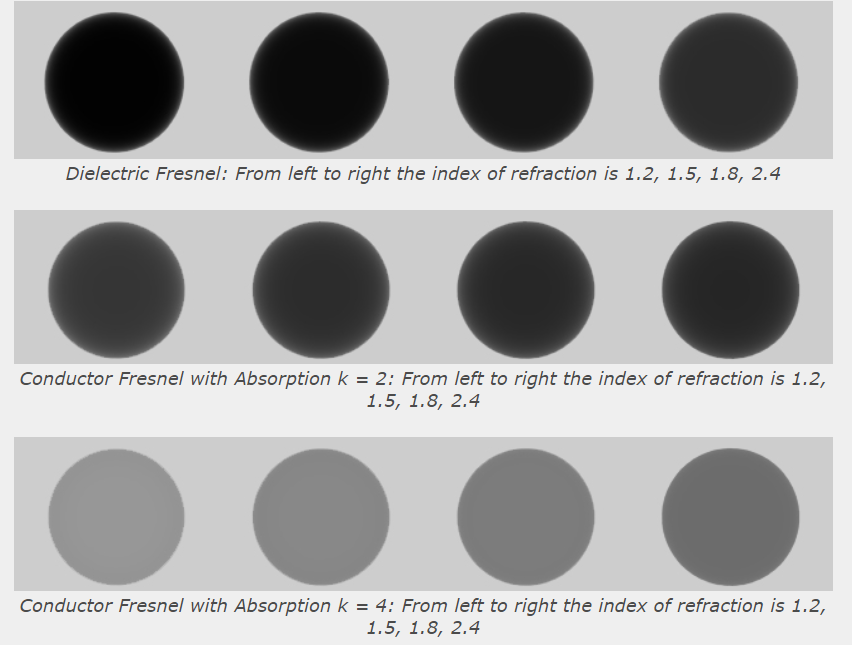 Dielectric Fresnel: From left to right the index of refraction is 1.2, 1.5, 1.8, 2.4
Conductor Fresnel with Absorption k = 2: From left to right the index of refraction is 1.2,
1.5, 1.8, 2.4
Conductor Fresnel with Absorption k = 4: From left to right the index of refraction is 1.2,
1.5, 1.8, 2.4